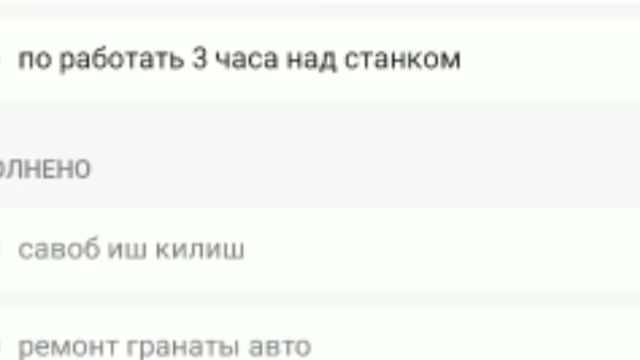 по работать 3 часа над станком
ОЛНЕНО
савоб иш килиш
ремонт гранаты авто